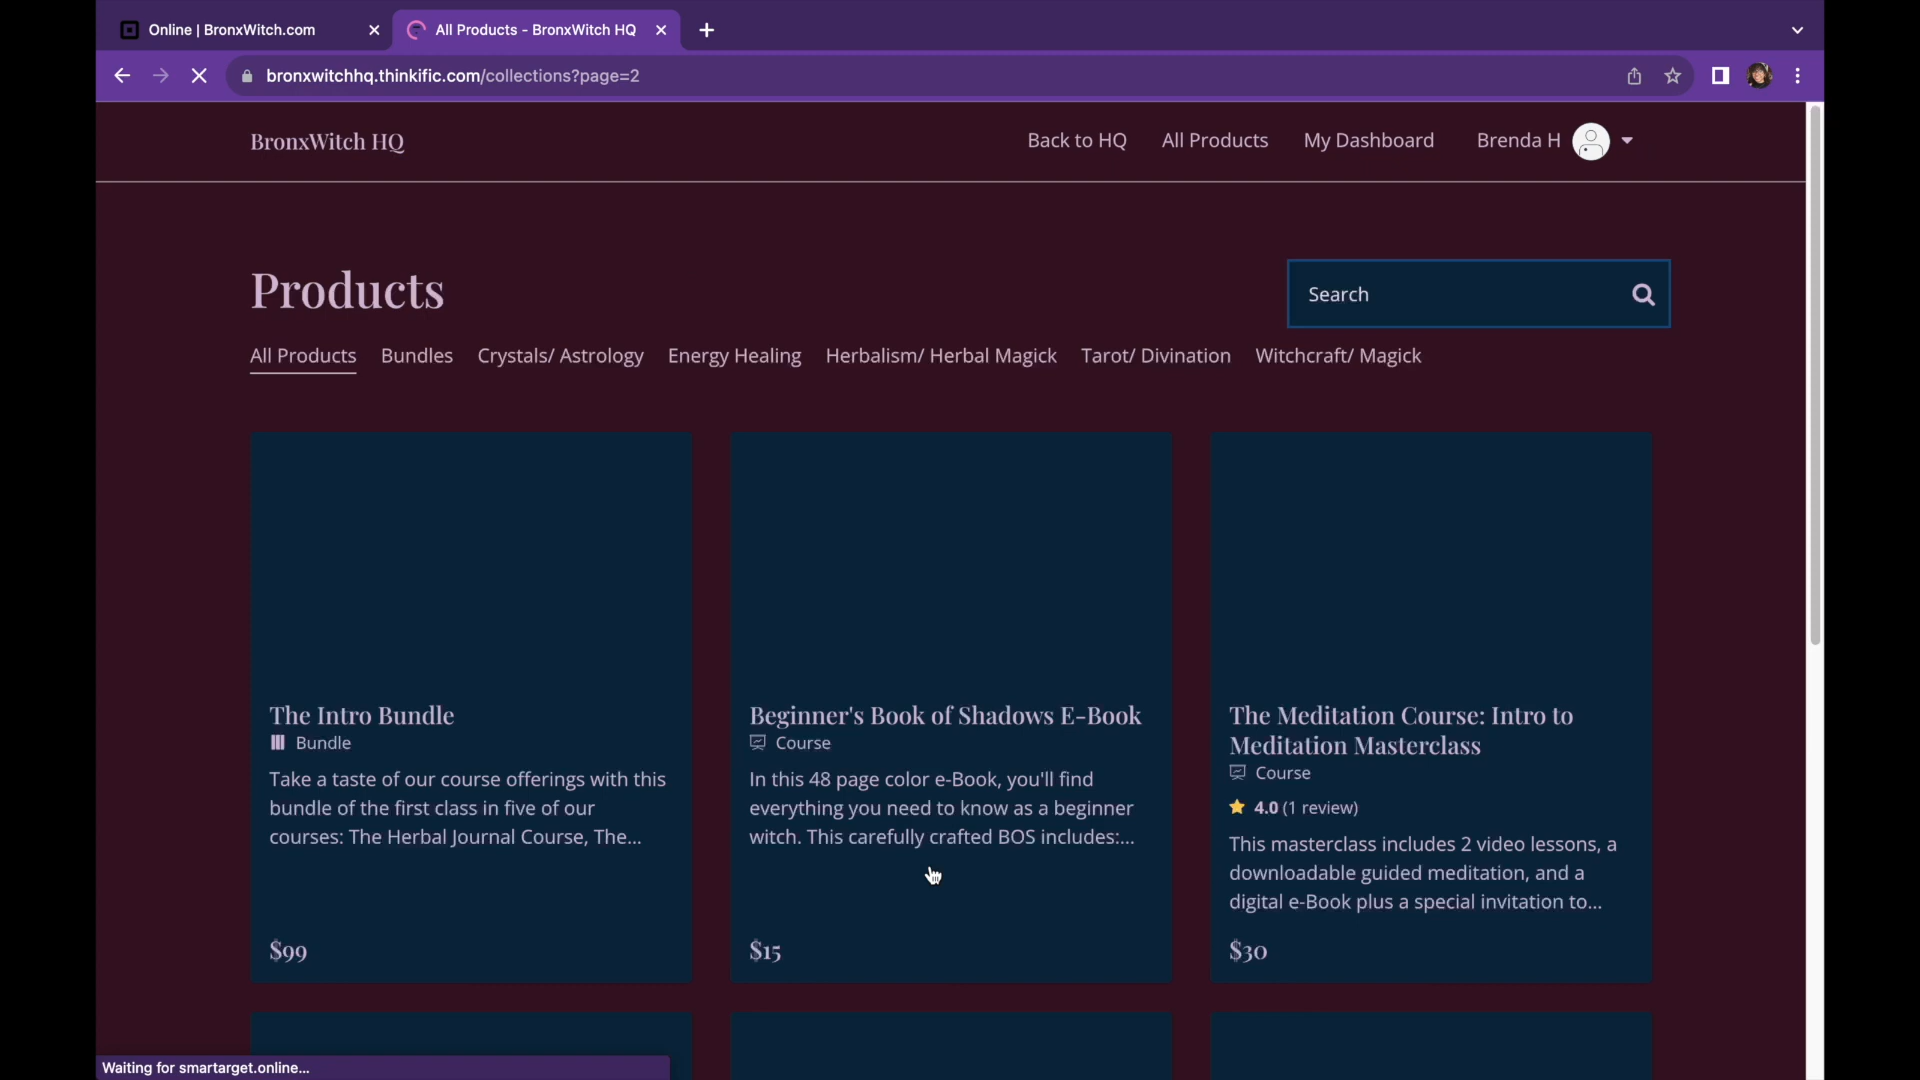 Online | BronxWitch.com
All Products - BronxWitch HQ
bronxwitchhq.thinkific.com/collections?page=2
BronxWitch HQ
Back to HQ
All Products
My Dashboard
Brenda H
Products
Search
All Products
Bundles
Crystals/ Astrology
Energy Healing
Herbalism/ Herbal Magick
Tarot/ Divination
Witchcraft/ Magick
The Intro Bundle
Bundle
Take a taste of our course offerings with this
bundle of the first class in five of our
courses: The Herbal Journal Course, The...
$99
Beginner's Book of Shadows E-Book
Course
In this 48 page color e-Book, you'll find
everything you need to know as a beginner
witch. This carefully crafted BOS includes:...
$15
The Meditation Course: Intro to
Meditation Masterclass
Course
4.0 (1 review)
This masterclass includes 2 video lessons, a
downloadable guided meditation, and a
digital e-Book plus a special invitation to...
$30
Waiting for smartarget.online...